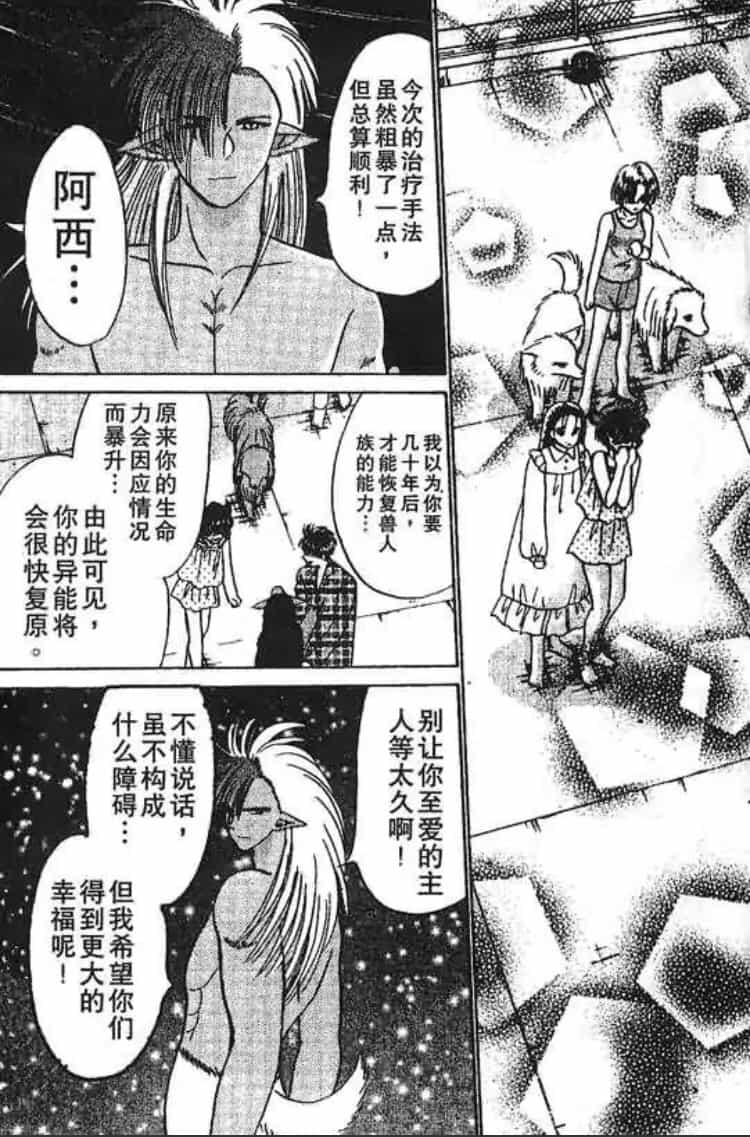 今次的治疗手法
虽然粗暴了一点，
但总算顺利！
阿西…
我以为你要
几十年后，
才能恢复兽人
族的能力…
原来你的生命
力会因应情况
而暴升…
由此可见，
你的异能将
会很快复原。
别让你至爱的主
人等太久啊！
不懂说话，
虽不构成
什么障碍…
但我希望你们
得到更大的
幸福呢！